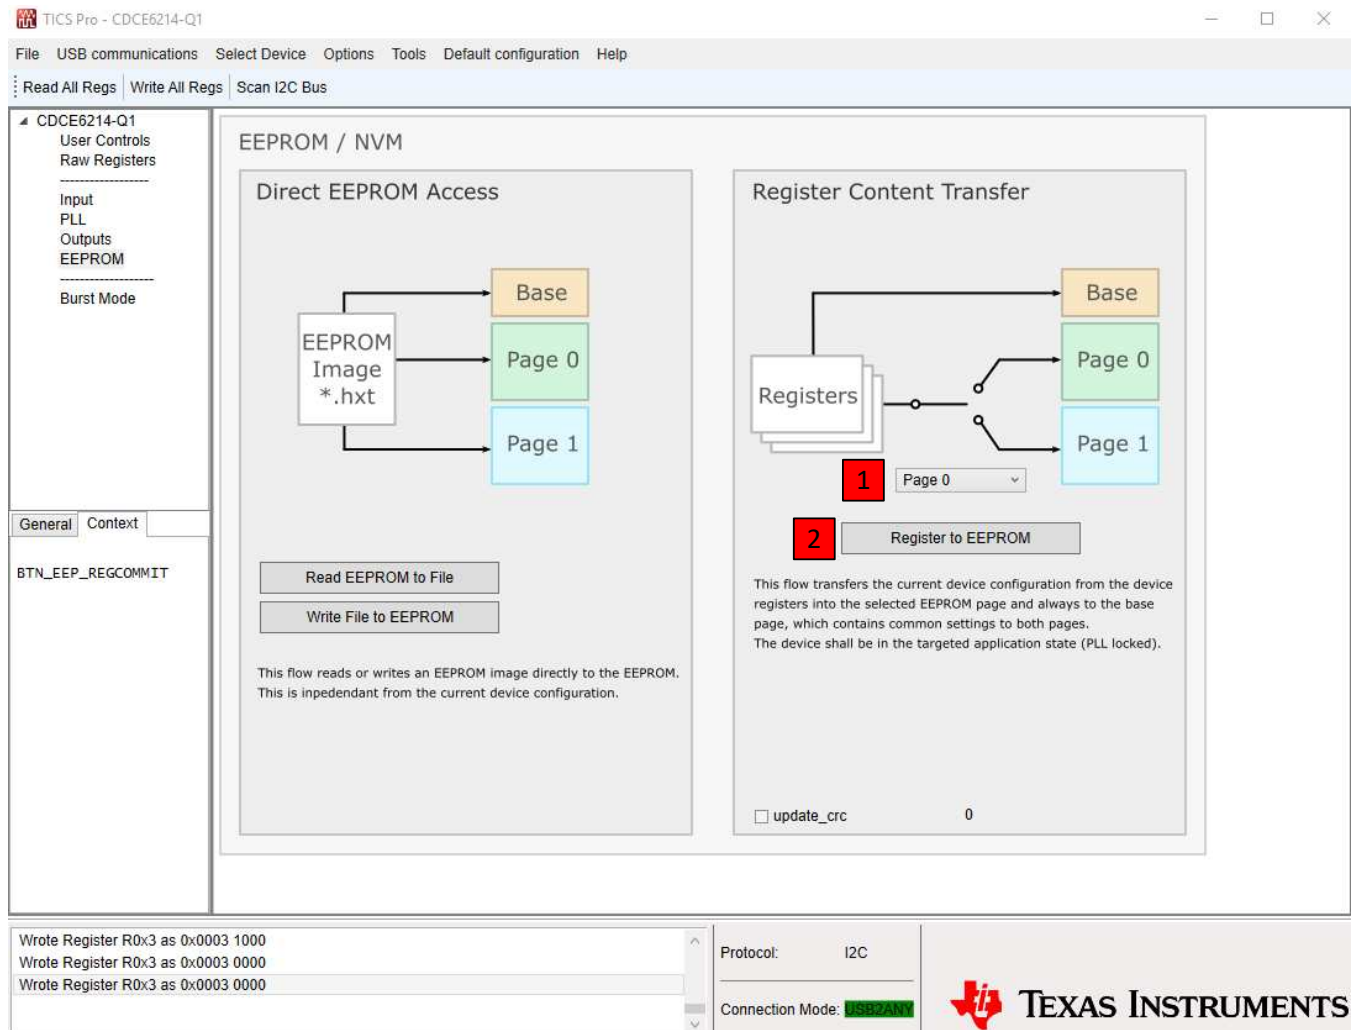 TICS Pro - CDCE6214-Q1
File USB communications Select Device Options Tools Default configuration Help
Read All Regs Write All Regs Scan I2C Bus
CDCE6214-Q1
User Controls
Raw Registers
------------------
Input
PLL
Outputs
EEPROM
-------------------
Burst Mode
General Context
BTN_EEP_REGCOMMIT
EEPROM / NVM
Direct EEPROM Access
EEPROM
Image
*.hxt
Base
Page 0
Page 1
Read EEPROM to File
Write File to EEPROM
This flow reads or writes an EEPROM image directly to the EEPROM.
This is inpedendant from the current device configuration.
Register Content Transfer
Registers
Base
Page 0
Page 1
1 Page 0
2 Register to EEPROM
This flow transfers the current device configuration from the device
registers into the selected EEPROM page and always to the base
page, which contains common settings to both pages.
The device shall be in the targeted application state (PLL locked).
update_crc 0
Wrote Register R0x3 as 0x0003 1000
Wrote Register R0x3 as 0x0003 0000
Wrote Register R0x3 as 0x0003 0000
Protocol: I2C
Connection Mode: USB2ANY
TEXAS INSTRUMENTS